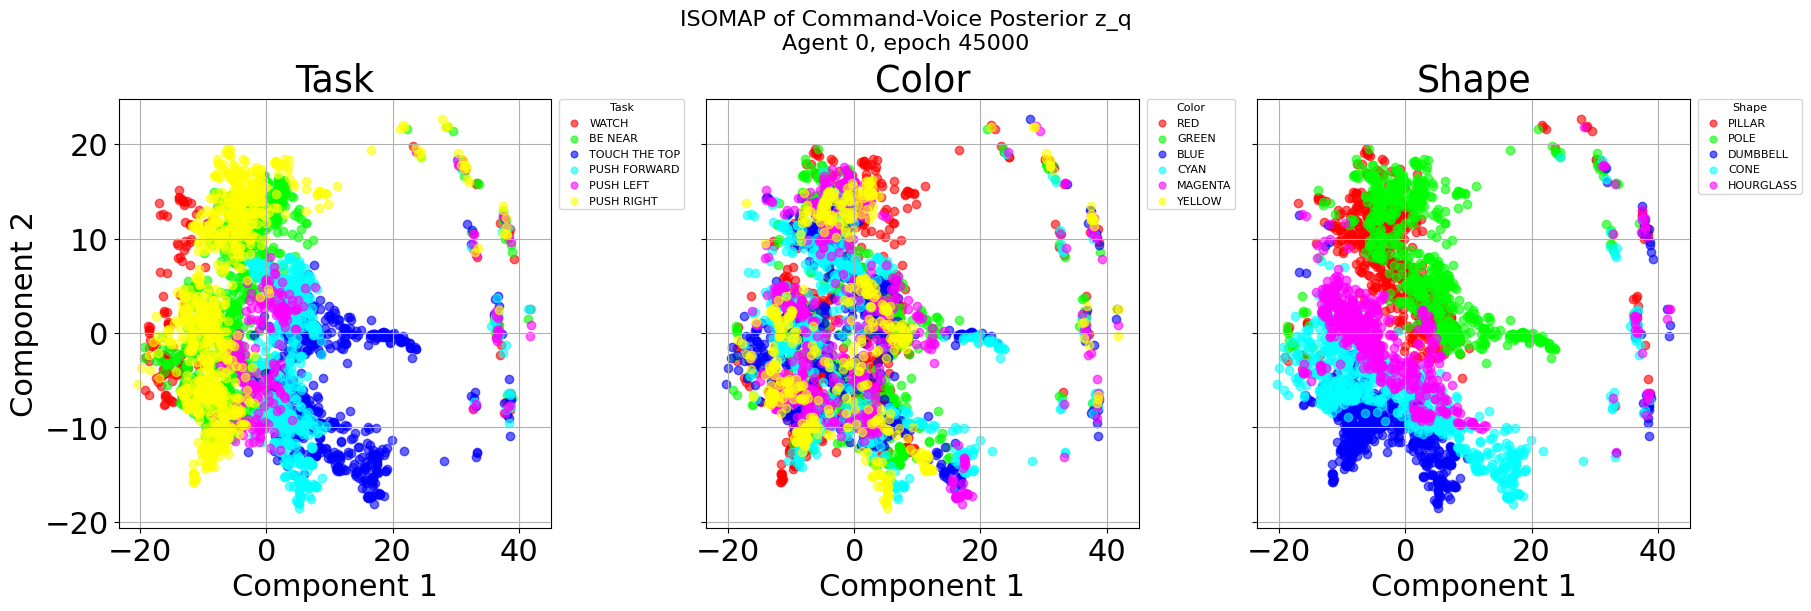 ISOMAP of Command-Voice Posterior z_q
Agent 0, epoch 45000
Task
Color
Shape
Task
WATCH
BE NEAR
TOUCH THE TOP
PUSH FORWARD
PUSH LEFT
PUSH RIGHT
Color
RED
GREEN
BLUE
CYAN
MAGENTA
YELLOW
Shape
PILLAR
POLE
DUMBBELL
CONE
HOURGLASS
Component 2
20
10
0
−10
−20
−20 0 20 40
−20 0 20 40
−20 0 20 40
Component 1
Component 1
Component 1